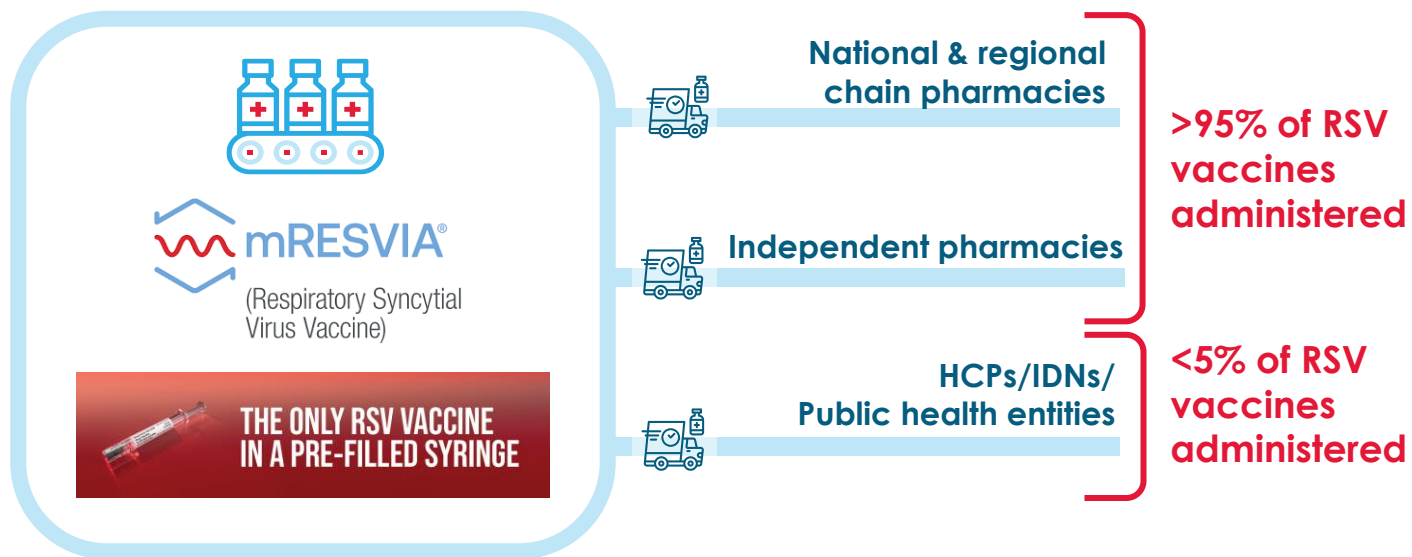 mRESVIA®
(Respiratory Syncytial
Virus Vaccine)
THE ONLY RSV VACCINE
IN A PRE-FILLED SYRINGE
National & regional
chain pharmacies
Independent pharmacies
HCPs/IDNs/
Public health entities
>95% of RSV
vaccines
administered
<5% of RSV
vaccines
administered